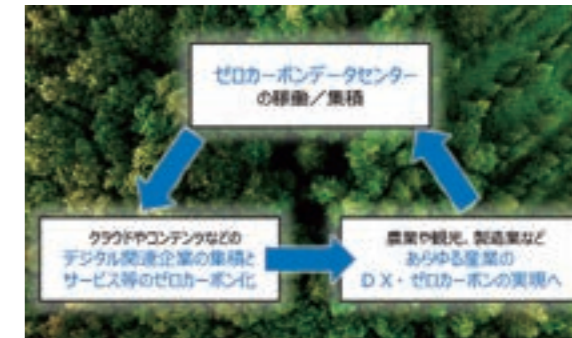 ゼロカーボンデータセンター
の稼働／集積
クラウドやコンテンツなどの
デジタル関連企業の集積と
サービス等のゼロカーボン化
農業や観光、製造業など
あらゆる産業の
ＤＸ・ゼロカーボンの実現へ